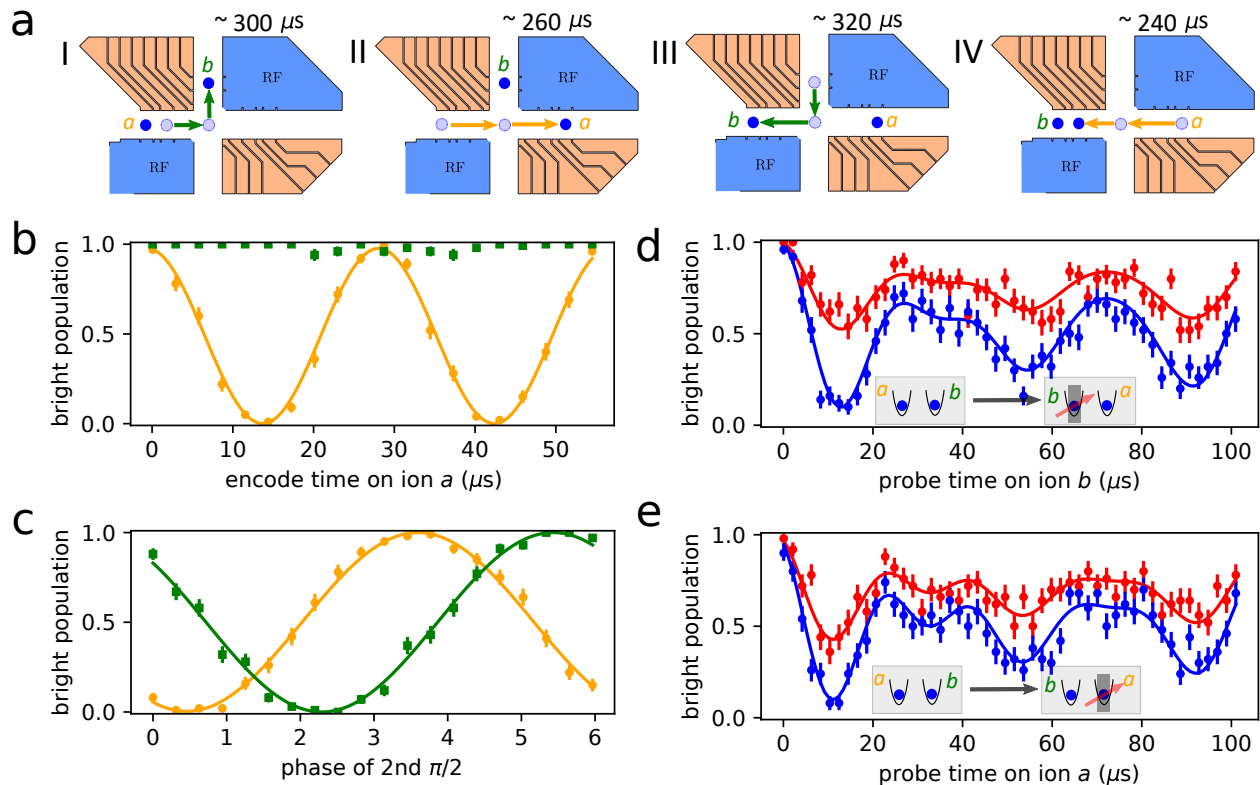 a
I
~ 300 μs
II
~ 260 μs
III
~ 320 μs
IV
~ 240 μs
b
RF
a
RF
b
RF
a
RF
RF
b
a
RF
RF
b
a
RF
b
bright population
1.0
0.5
0.0
0 10 20 30 40 50
encode time on ion a (μs)
c
bright population
1.0
0.5
0.0
0 1 2 3 4 5 6
phase of 2nd π/2
d
bright population
1.0
0.5
0.0
a b b a
0 20 40 60 80 100
probe time on ion b (μs)
e
bright population
1.0
0.5
0.0
a b b a
0 20 40 60 80 100
probe time on ion a (μs)